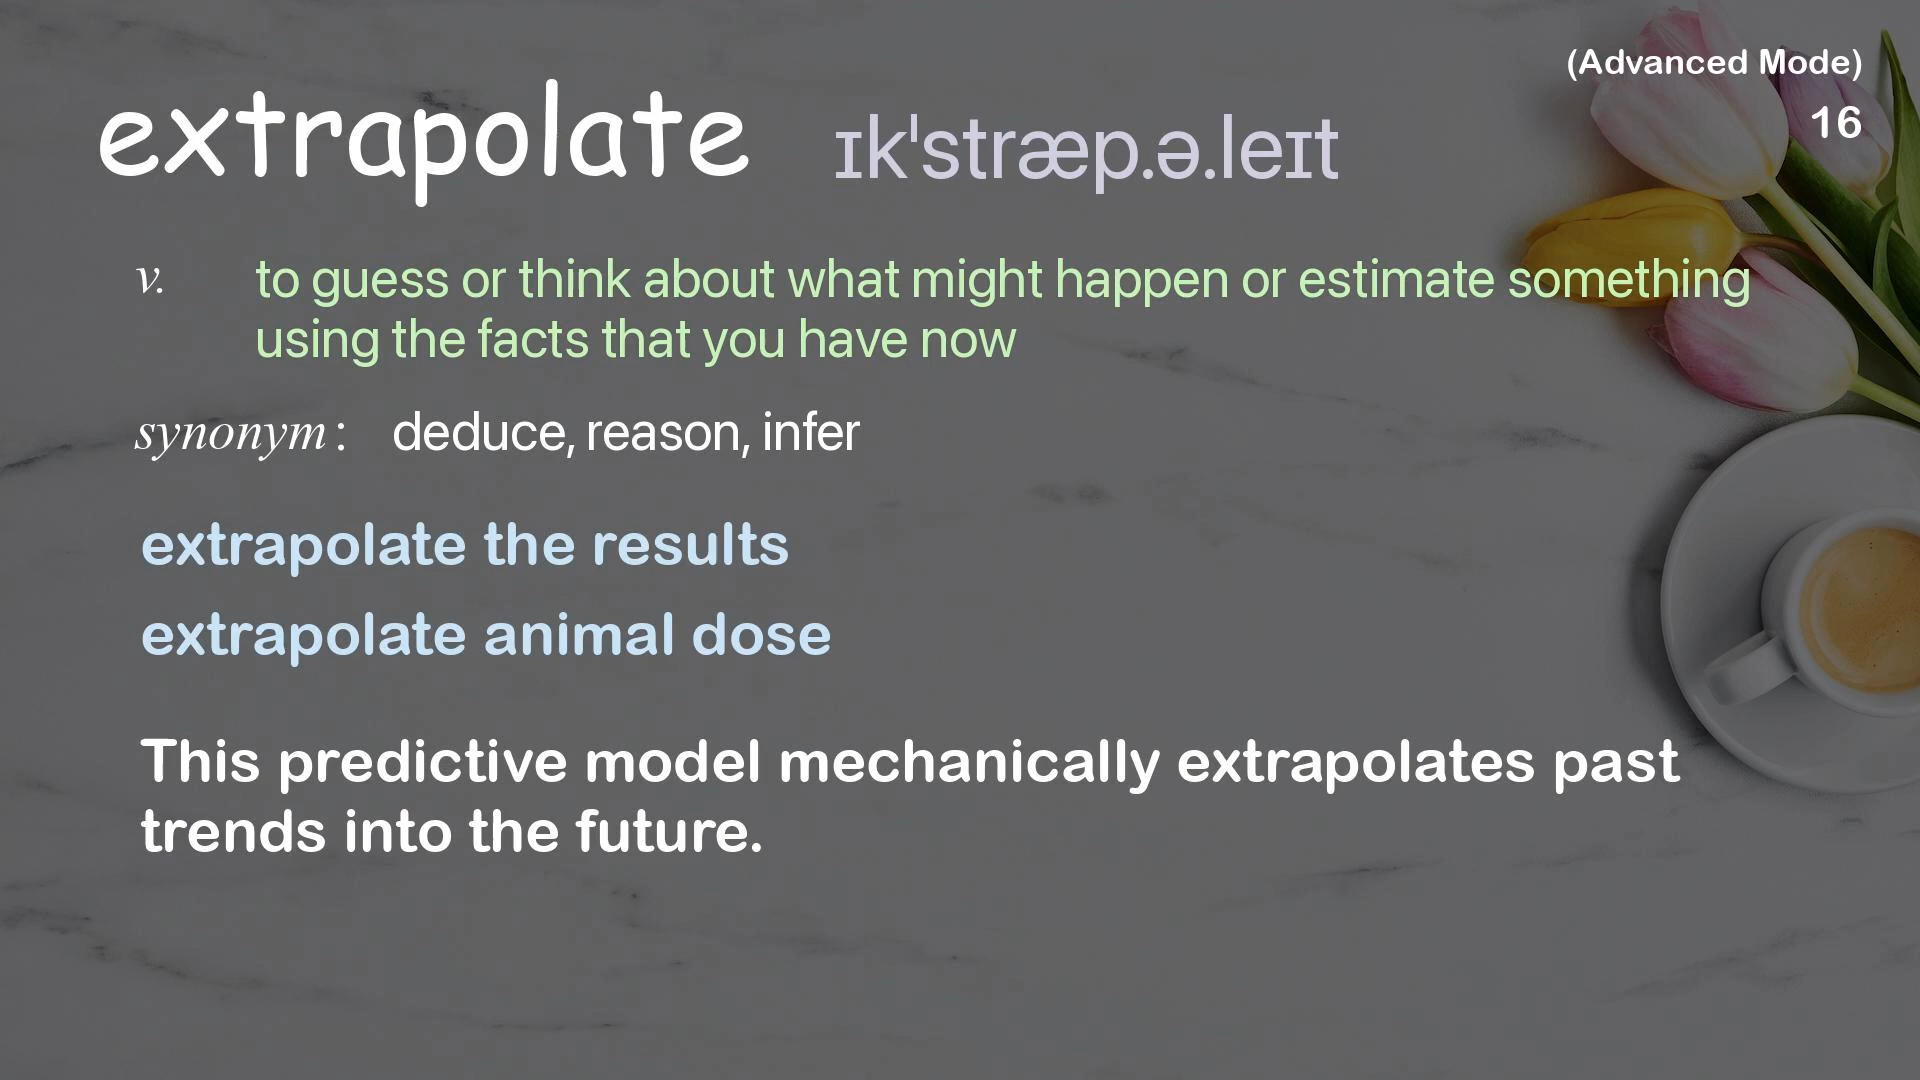 (Advanced Mode)
extrapolate ɪkˈstræp.ə.leɪt
16
v. to guess or think about what might happen or estimate something
using the facts that you have now
synonym: deduce, reason, infer
extrapolate the results
extrapolate animal dose
This predictive model mechanically extrapolates past
trends into the future.